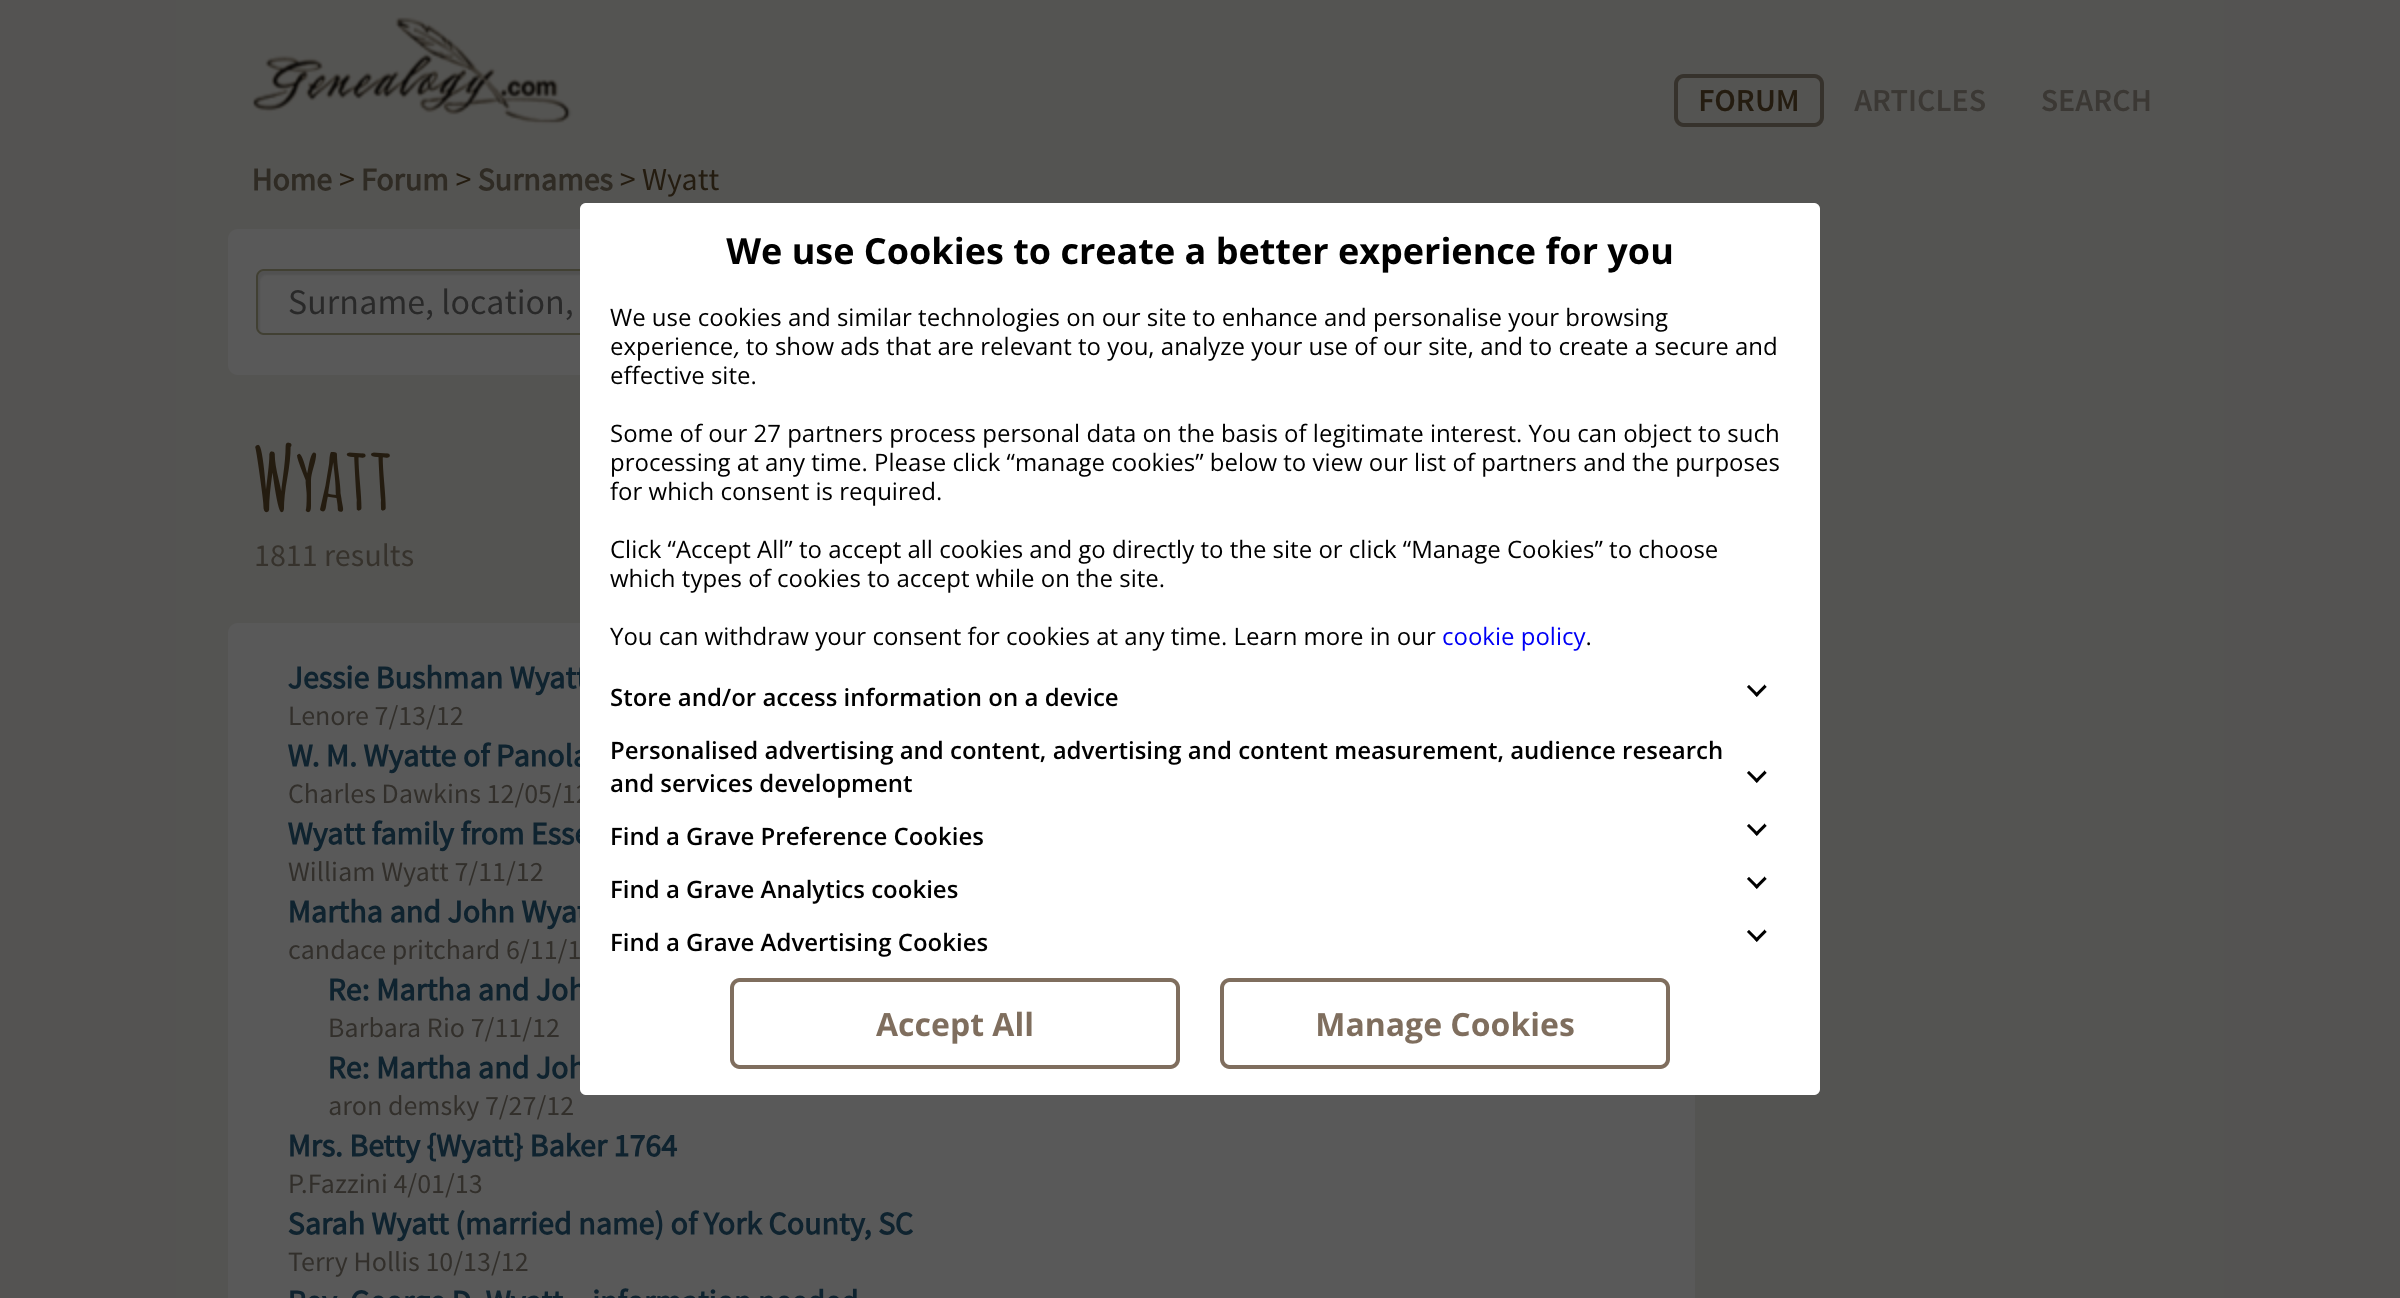 Genealogy.com
FORUM
ARTICLES
SEARCH
Home > Forum > Surnames > Wyatt
Surname, location,
WYATT
1811 results
We use Cookies to create a better experience for you
We use cookies and similar technologies on our site to enhance and personalise your browsing
experience, to show ads that are relevant to you, analyze your use of our site, and to create a secure and
effective site.
Some of our 27 partners process personal data on the basis of legitimate interest. You can object to such
processing at any time. Please click “manage cookies” below to view our list of partners and the purposes
for which consent is required.
Click “Accept All” to accept all cookies and go directly to the site or click “Manage Cookies” to choose
which types of cookies to accept while on the site.
You can withdraw your consent for cookies at any time. Learn more in our cookie policy.
Store and/or access information on a device
Personalised advertising and content, advertising and content measurement, audience research
and services development
Find a Grave Preference Cookies
Find a Grave Analytics cookies
Find a Grave Advertising Cookies
Accept All
Manage Cookies
Jessie Bushman Wyatt
Lenore 7/13/12
W. M. Wyatte of Panola
Charles Dawkins 12/05/12
Wyatt family from Esse
William Wyatt 7/11/12
Martha and John Wyat
candace pritchard 6/11/1
Re: Martha and Joh
Barbara Rio 7/11/12
Re: Martha and Joh
aron demsky 7/27/12
Mrs. Betty {Wyatt} Baker 1764
P.Fazzini 4/01/13
Sarah Wyatt (married name) of York County, SC
Terry Hollis 10/13/12
Rev. George D. Wyatt information needed